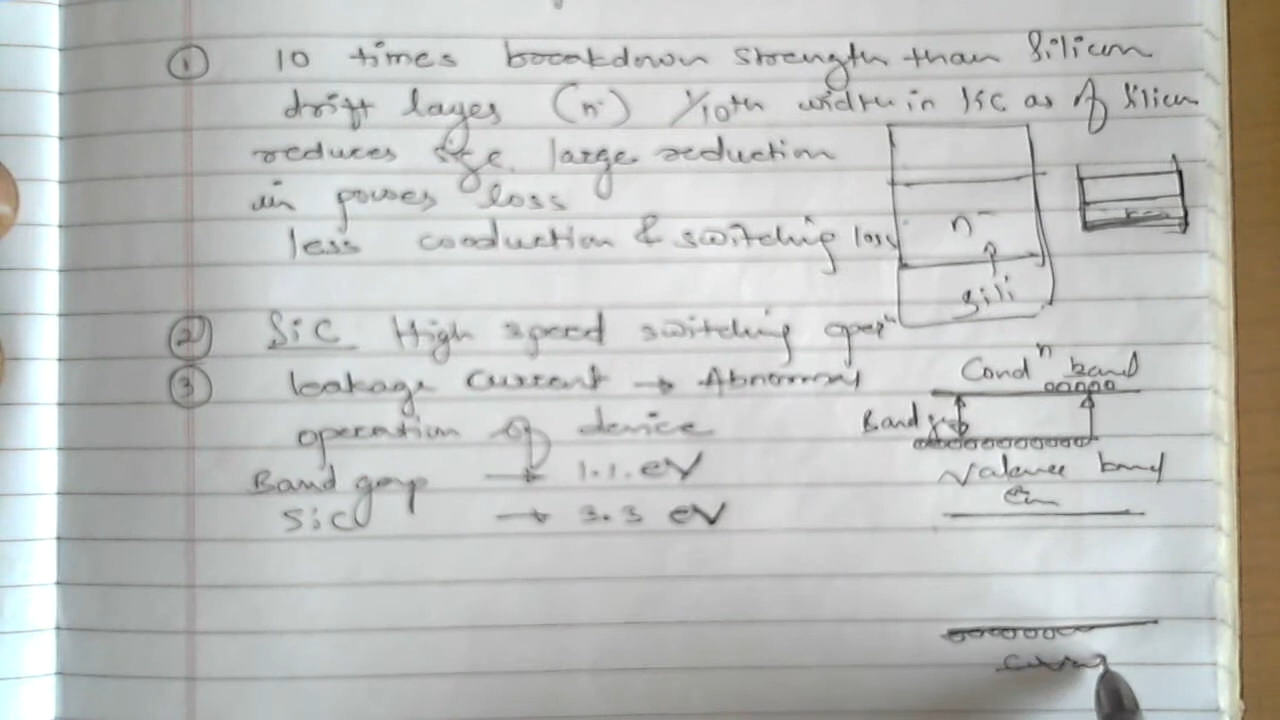 ① 10 times breakdown strength than Silicon
drift layer (n⁻) 1/10th width in SiC as of Silicon
reduces size. large reduction
in power loss
less conduction & switching loss
n⁻
Sili
② SiC High speed switching oper"
③ leakage current → Abnormal
operation of device
Band gap → 1.1 eV
SiC → 3.3 eV
Condⁿ band
Band
Valence band